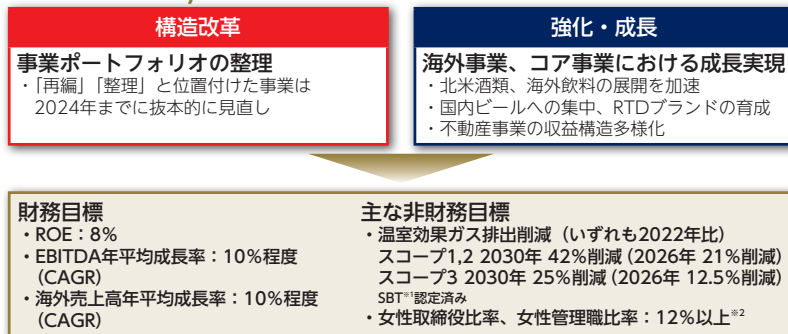 構造改革
事業ポートフォリオの整理
・「再編」「整理」と位置付けた事業は
2024年までに抜本的に見直し
強化・成長
海外事業、コア事業における成長実現
・北米酒類、海外飲料の展開を加速
・国内ビールへの集中、RTDブランドの育成
・不動産事業の収益構造多様化
財務目標
・ROE：8%
・EBITDA年平均成長率：10%程度
(CAGR)
・海外売上高年平均成長率：10%程度
(CAGR)
主な非財務目標
・温室効果ガス排出削減（いずれも2022年比）
スコープ1,2 2030年 42%削減（2026年 21%削減）
スコープ3 2030年 25%削減（2026年 12.5%削減）
SBT※1認定済み
・女性取締役比率、女性管理職比率：12%以上※2